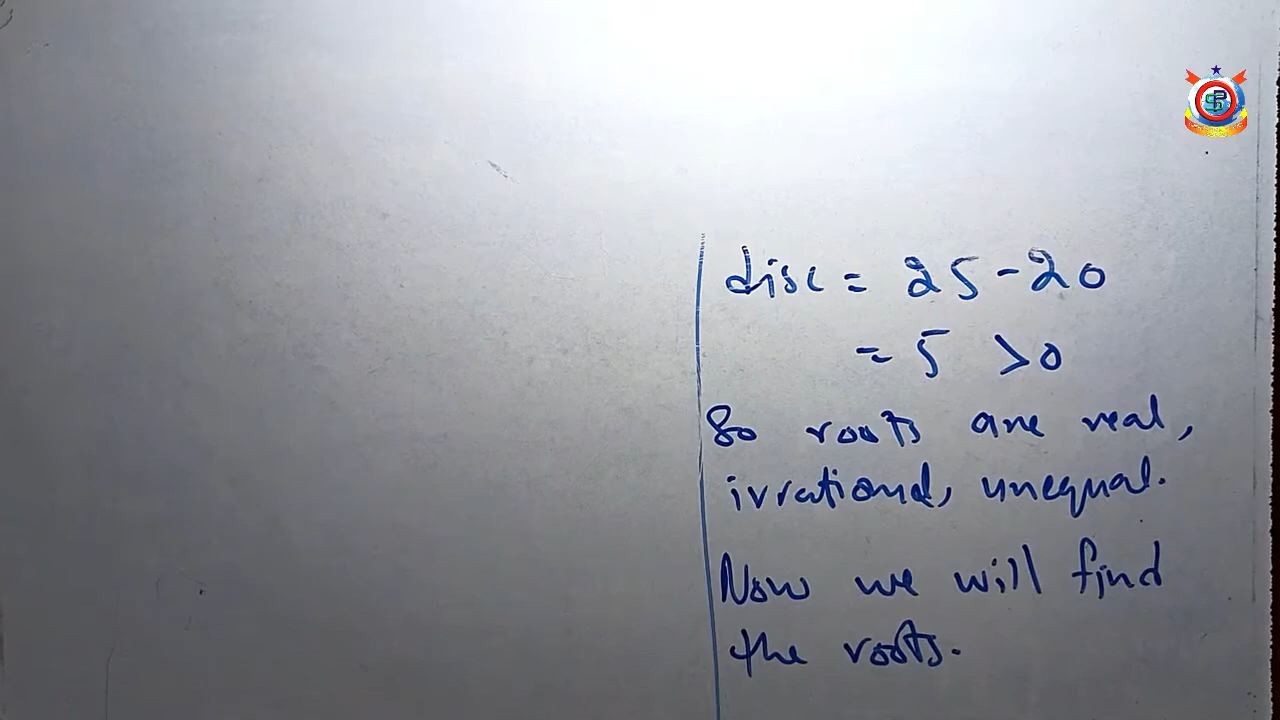 disc = 25 - 20
= 5 > 0
So roots are real,
irrational, unequal.
Now we will find
the roots.